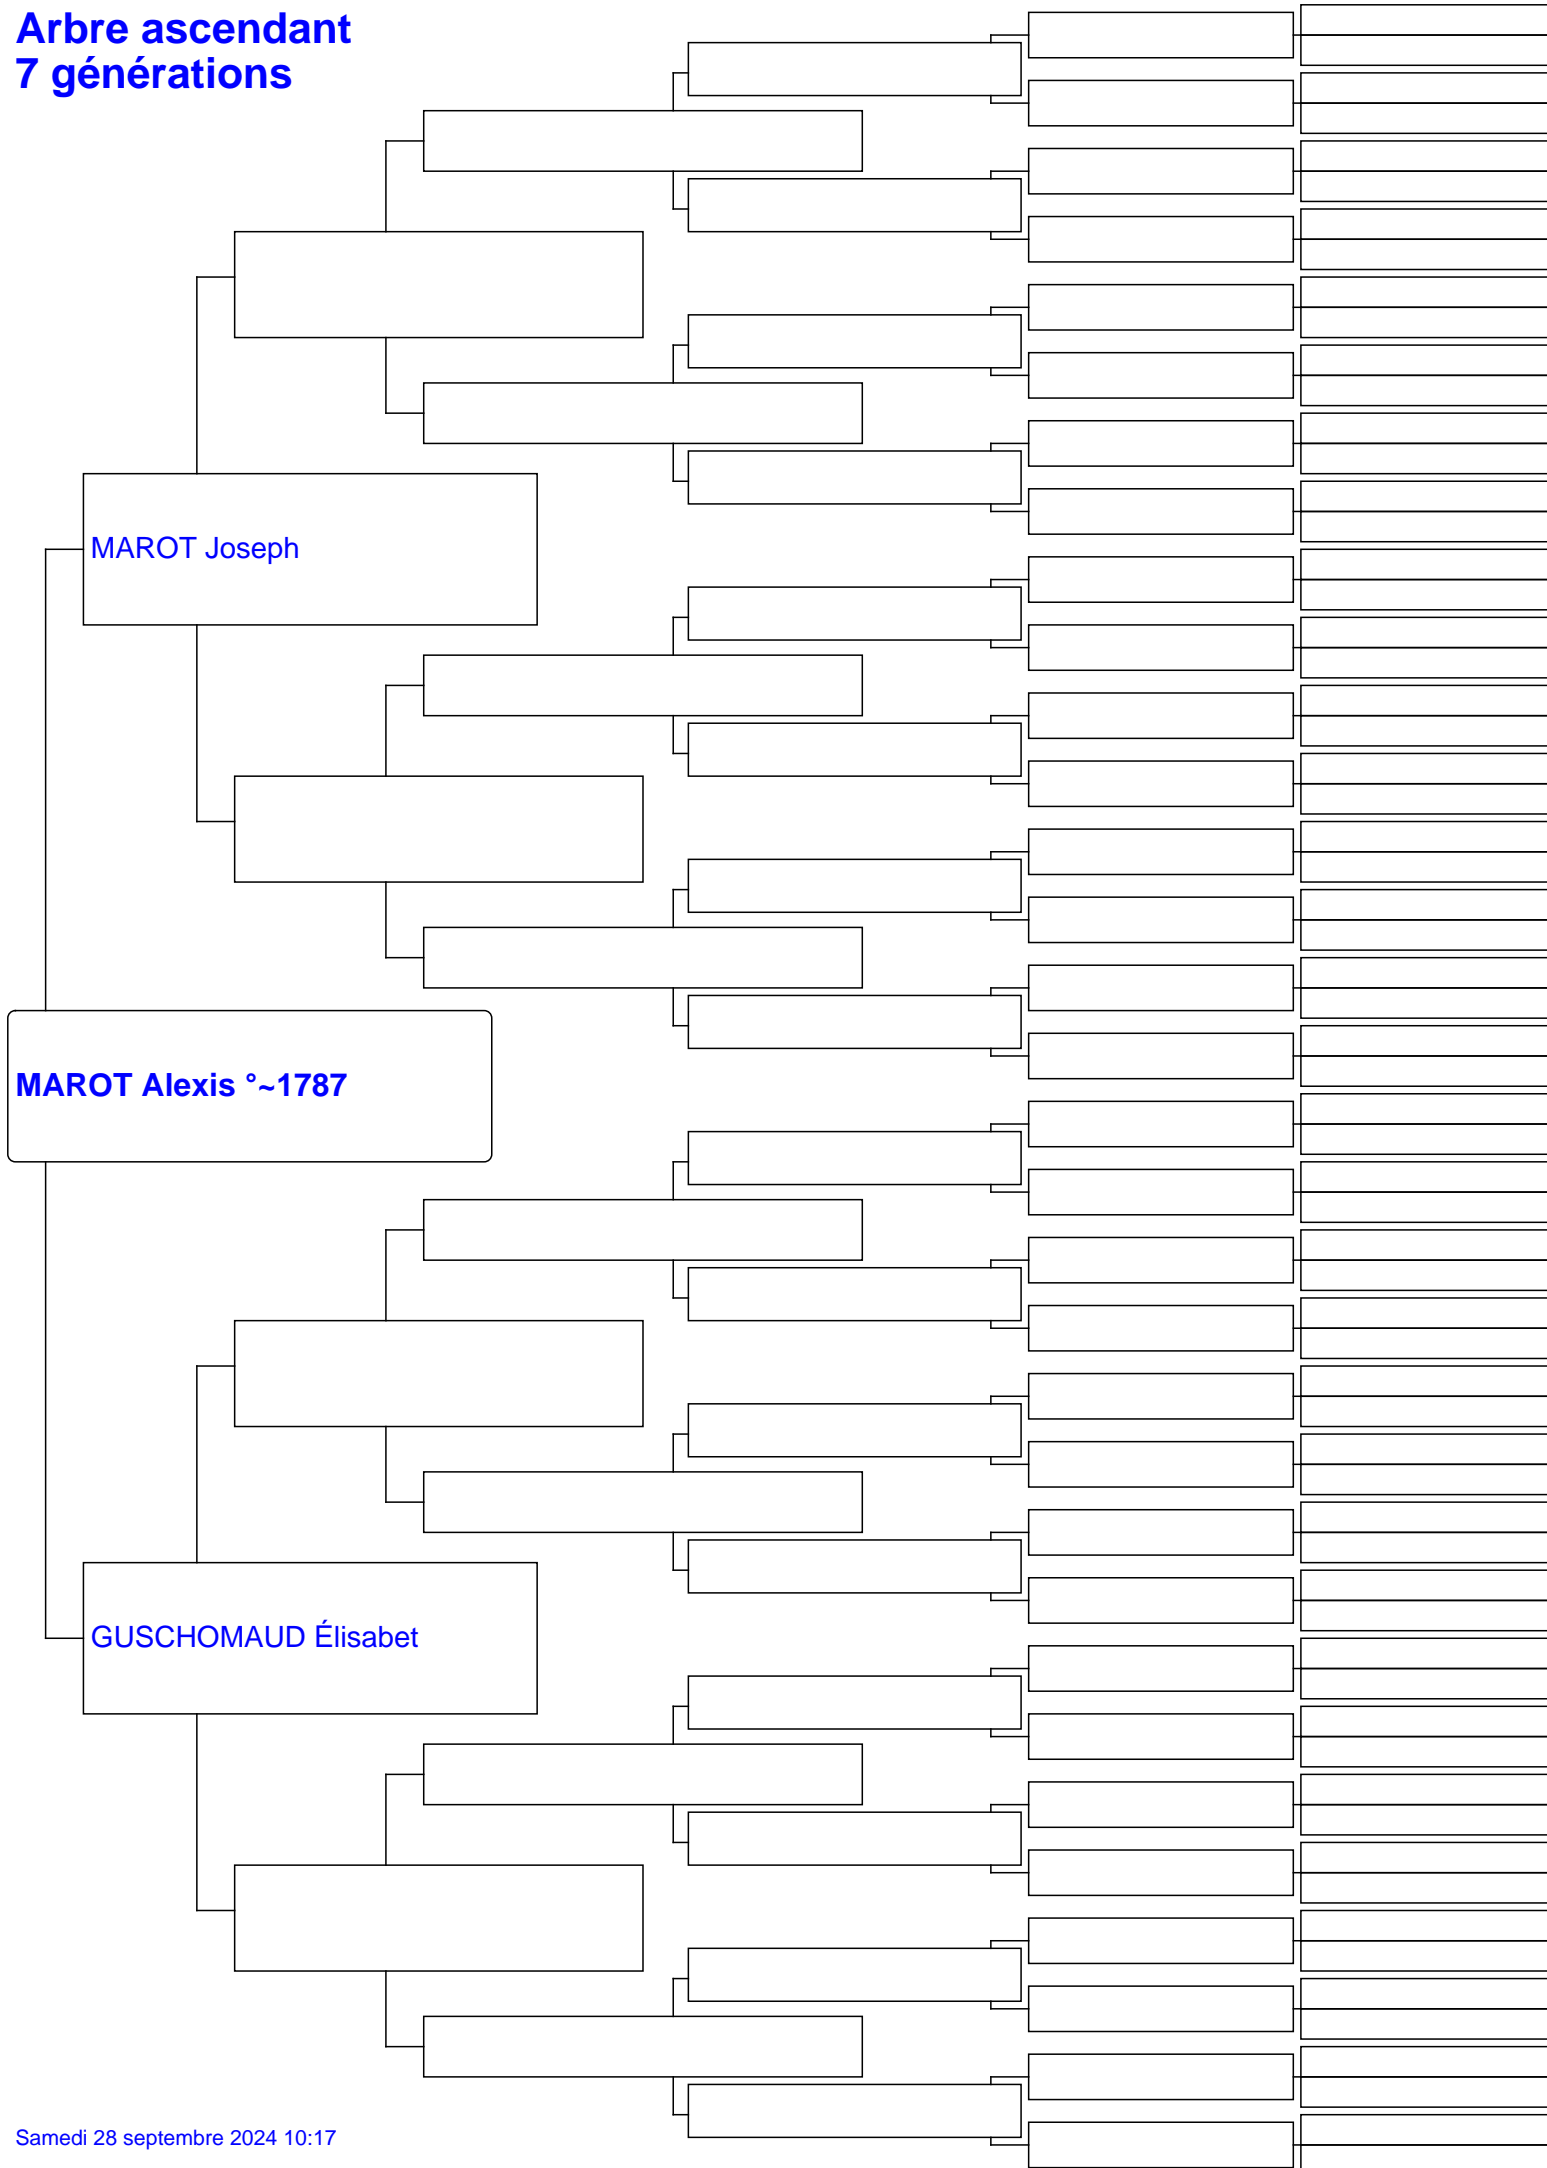 Arbre ascendant
7 générations
MAROT Joseph
MAROT Alexis °~1787
GUSCHOMAUD Élisabet
Samedi 28 septembre 2024 10:17